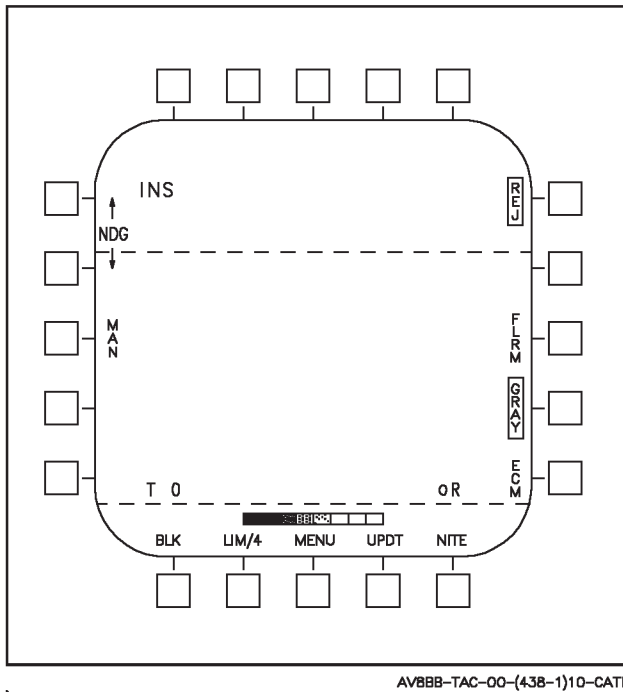 INS
REJ
NDG
MAN
FLRM
GRAY
T 0
oR
ECM
BLK LIM/4 MENU UPDT NITE
AV8BB-TAC-00-(438-1)10-CATI